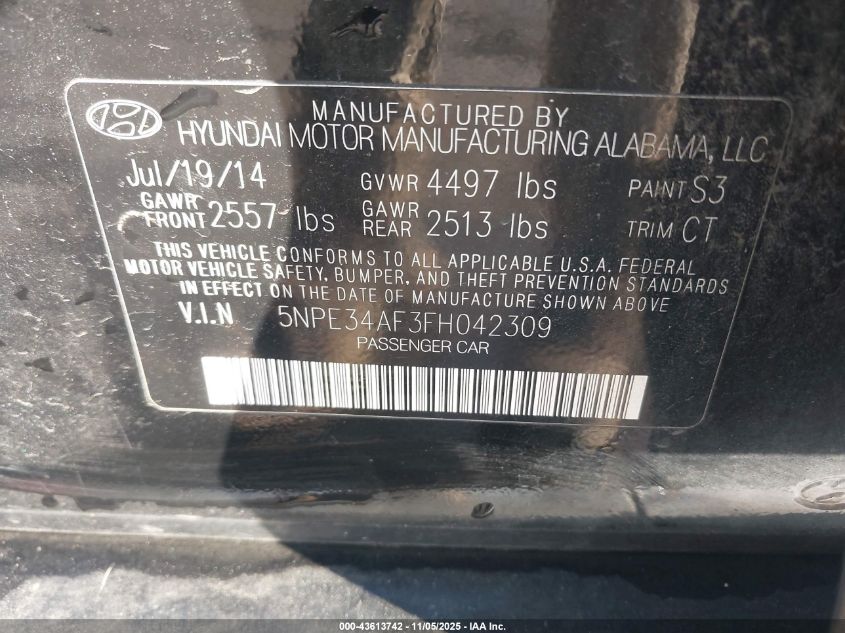 MANUFACTURED BY
HYUNDAI MOTOR MANUFACTURING ALABAMA, LLC
Jul/19/14 GVWR 4497 lbs PAINT S3
GAWR FRONT 2557 lbs GAWR REAR 2513 lbs TRIM CT
THIS VEHICLE CONFORMS TO ALL APPLICABLE U.S.A. FEDERAL
MOTOR VEHICLE SAFETY, BUMPER, AND THEFT PREVENTION STANDARDS
IN EFFECT ON THE DATE OF MANUFACTURE SHOWN ABOVE
V.I.N 5NPE34AF3FH042309
PASSENGER CAR
000-43613742 - 11/05/2025 - IAA Inc.